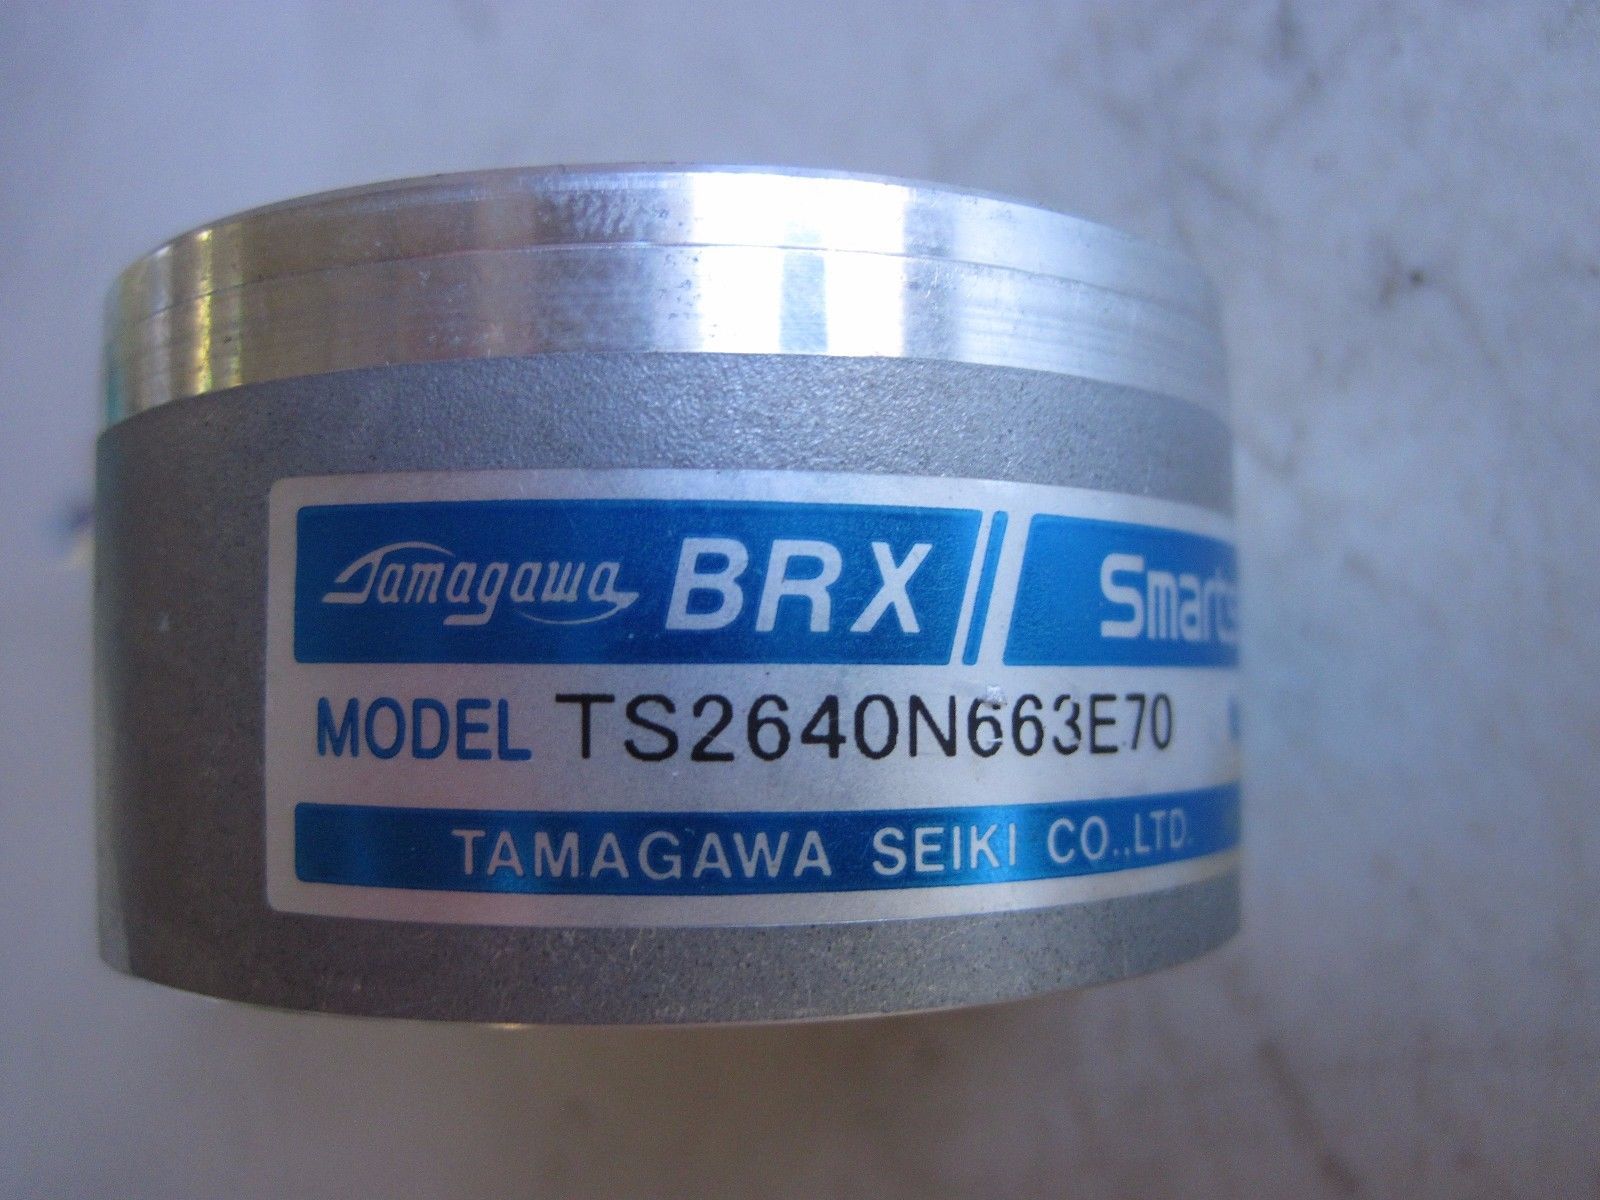 Tamagawa BRX
MODEL TS2640N663E70
TAMAGAWA SEIKI CO.,LTD.